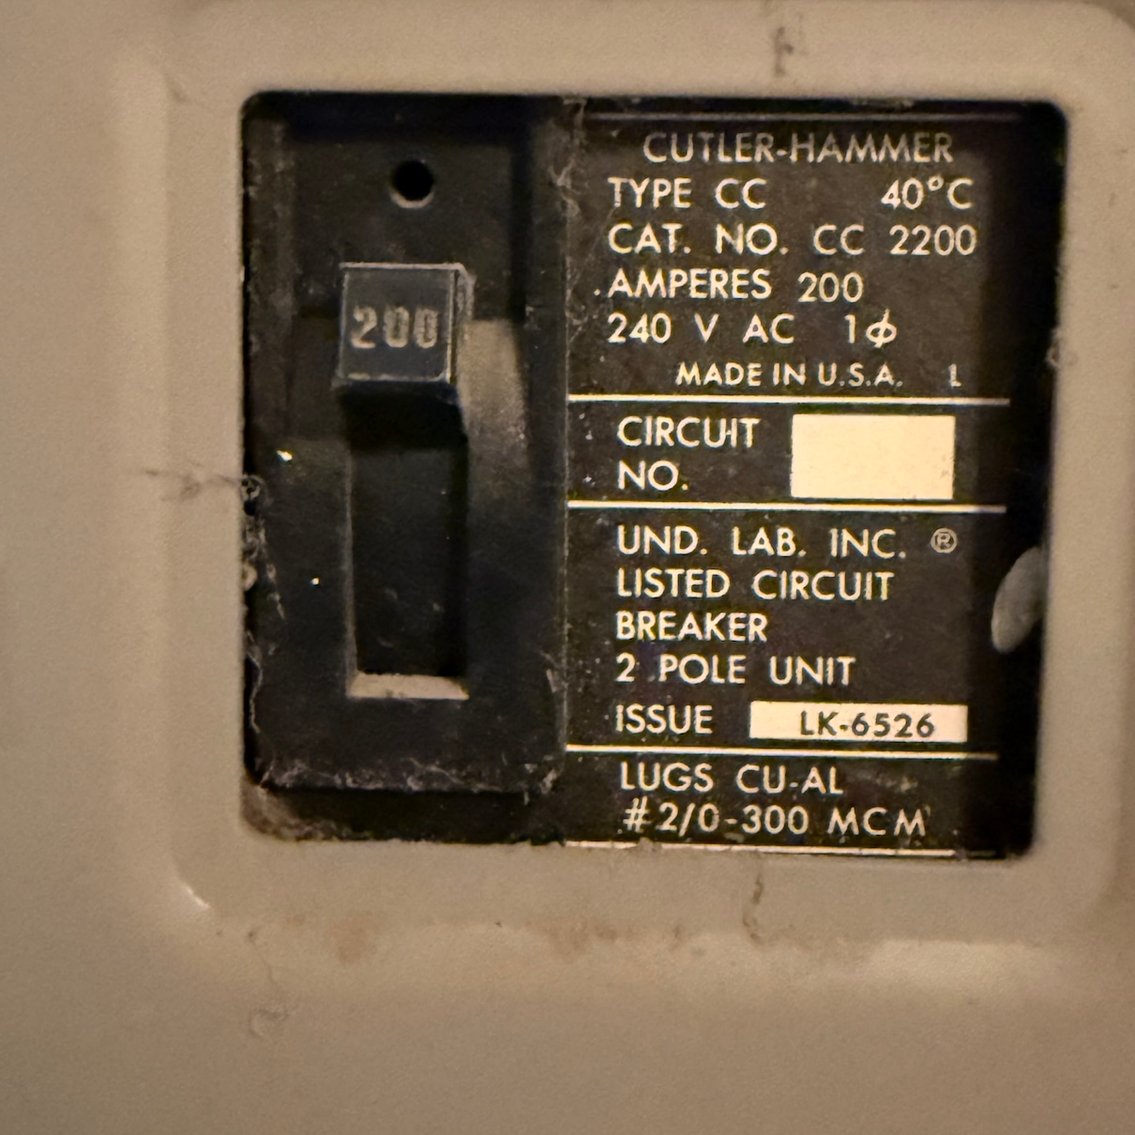 200
CUTLER-HAMMER
TYPE CC 40°C
CAT. NO. CC 2200
AMPERES 200
240 V AC 1ϕ
MADE IN U.S.A. L
CIRCUIT
NO.
UND. LAB. INC. ®
LISTED CIRCUIT
BREAKER
2 POLE UNIT
ISSUE LK-6526
LUGS CU-AL
#2/0-300 MCM